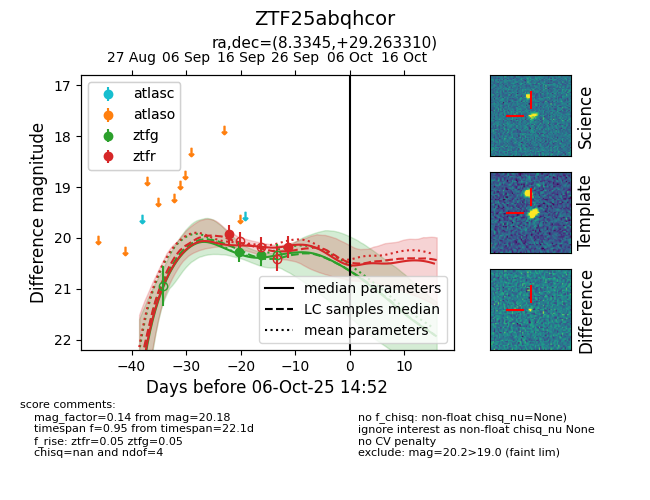 ZTF25abqhcor
ra,dec=(8.3345,+29.263310)
27 Aug 06 Sep 16 Sep 26 Sep 06 Oct 16 Oct
17
18
19
20
21
22
Difference magnitude
atlasc
atlaso
ztfg
ztfr
median parameters
LC samples median
mean parameters
−40 −30 −20 −10 0 10
Days before 06-Oct-25 14:52
Science
Template
Difference
score comments:
mag_factor=0.14 from mag=20.18
timespan f=0.95 from timespan=22.1d
f_rise: ztfr=0.05 ztfg=0.05
chisq=nan and ndof=4
no f_chisq: non-float chisq_nu=None)
ignore interest as non-float chisq_nu None
no CV penalty
exclude: mag=20.2>19.0 (faint lim)